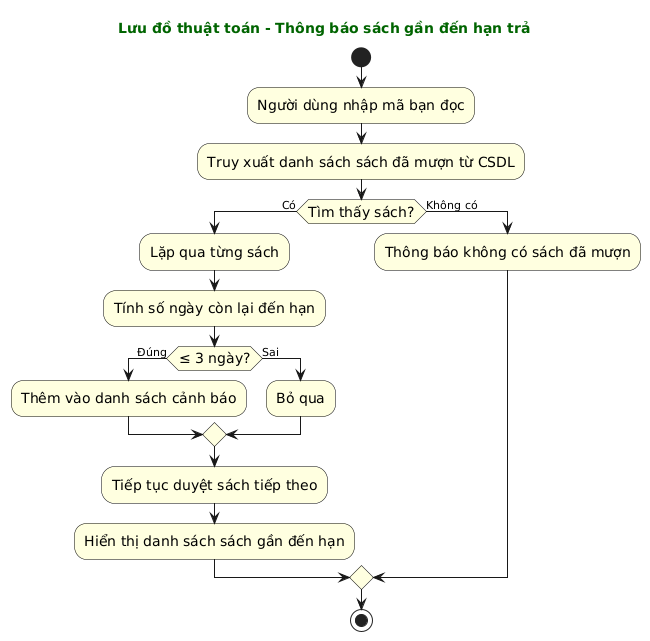 Lưu đồ thuật toán - Thông báo sách gần đến hạn trả
Người dùng nhập mã bạn đọc
Truy xuất danh sách sách đã mượn từ CSDL
Có
Tìm thấy sách?
Không có
Lặp qua từng sách
Thông báo không có sách đã mượn
Tính số ngày còn lại đến hạn
Đúng
≤ 3 ngày?
Sai
Thêm vào danh sách cảnh báo
Bỏ qua
Tiếp tục duyệt sách tiếp theo
Hiển thị danh sách sách gần đến hạn